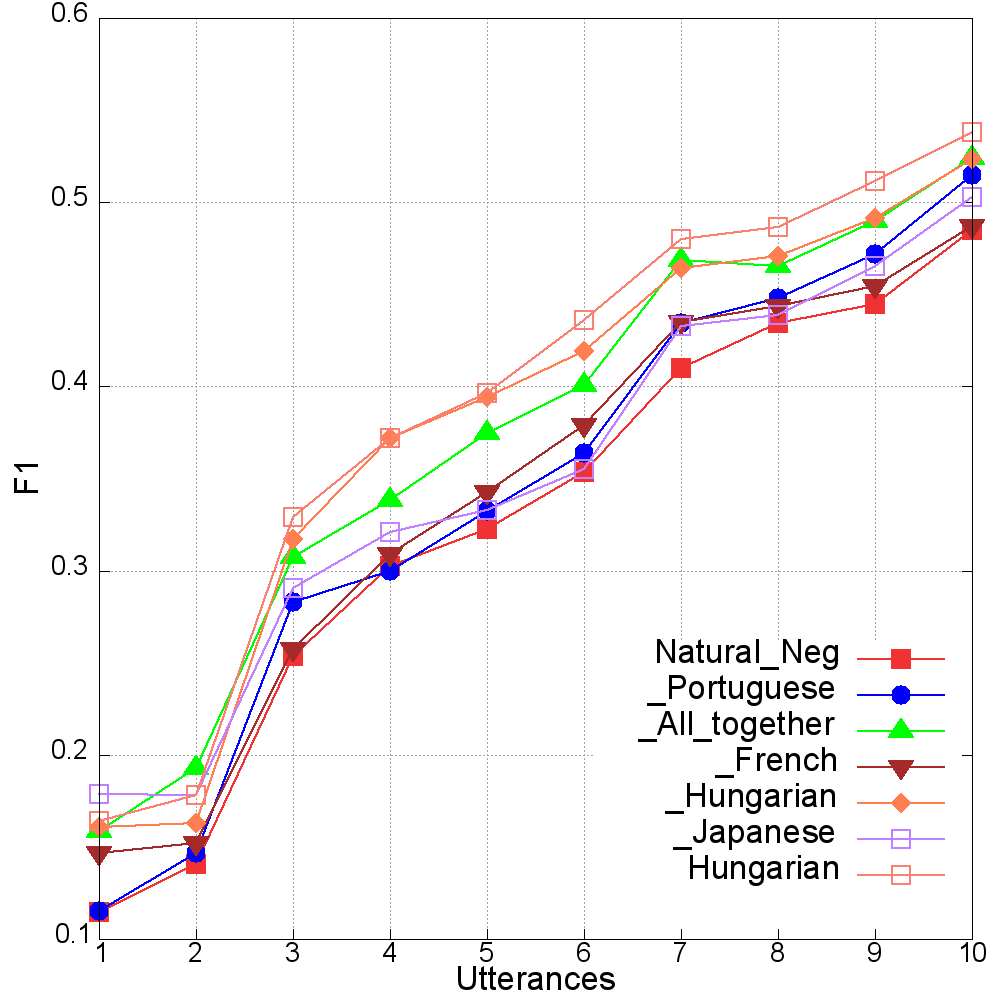 0.6
0.5
0.4
0.3
0.2
0.1
F1
Natural_Neg
_Portuguese
_All_together
_French
_Hungarian
_Japanese
Hungarian
1 2 3 4 5 6 7 8 9 10
Utterances